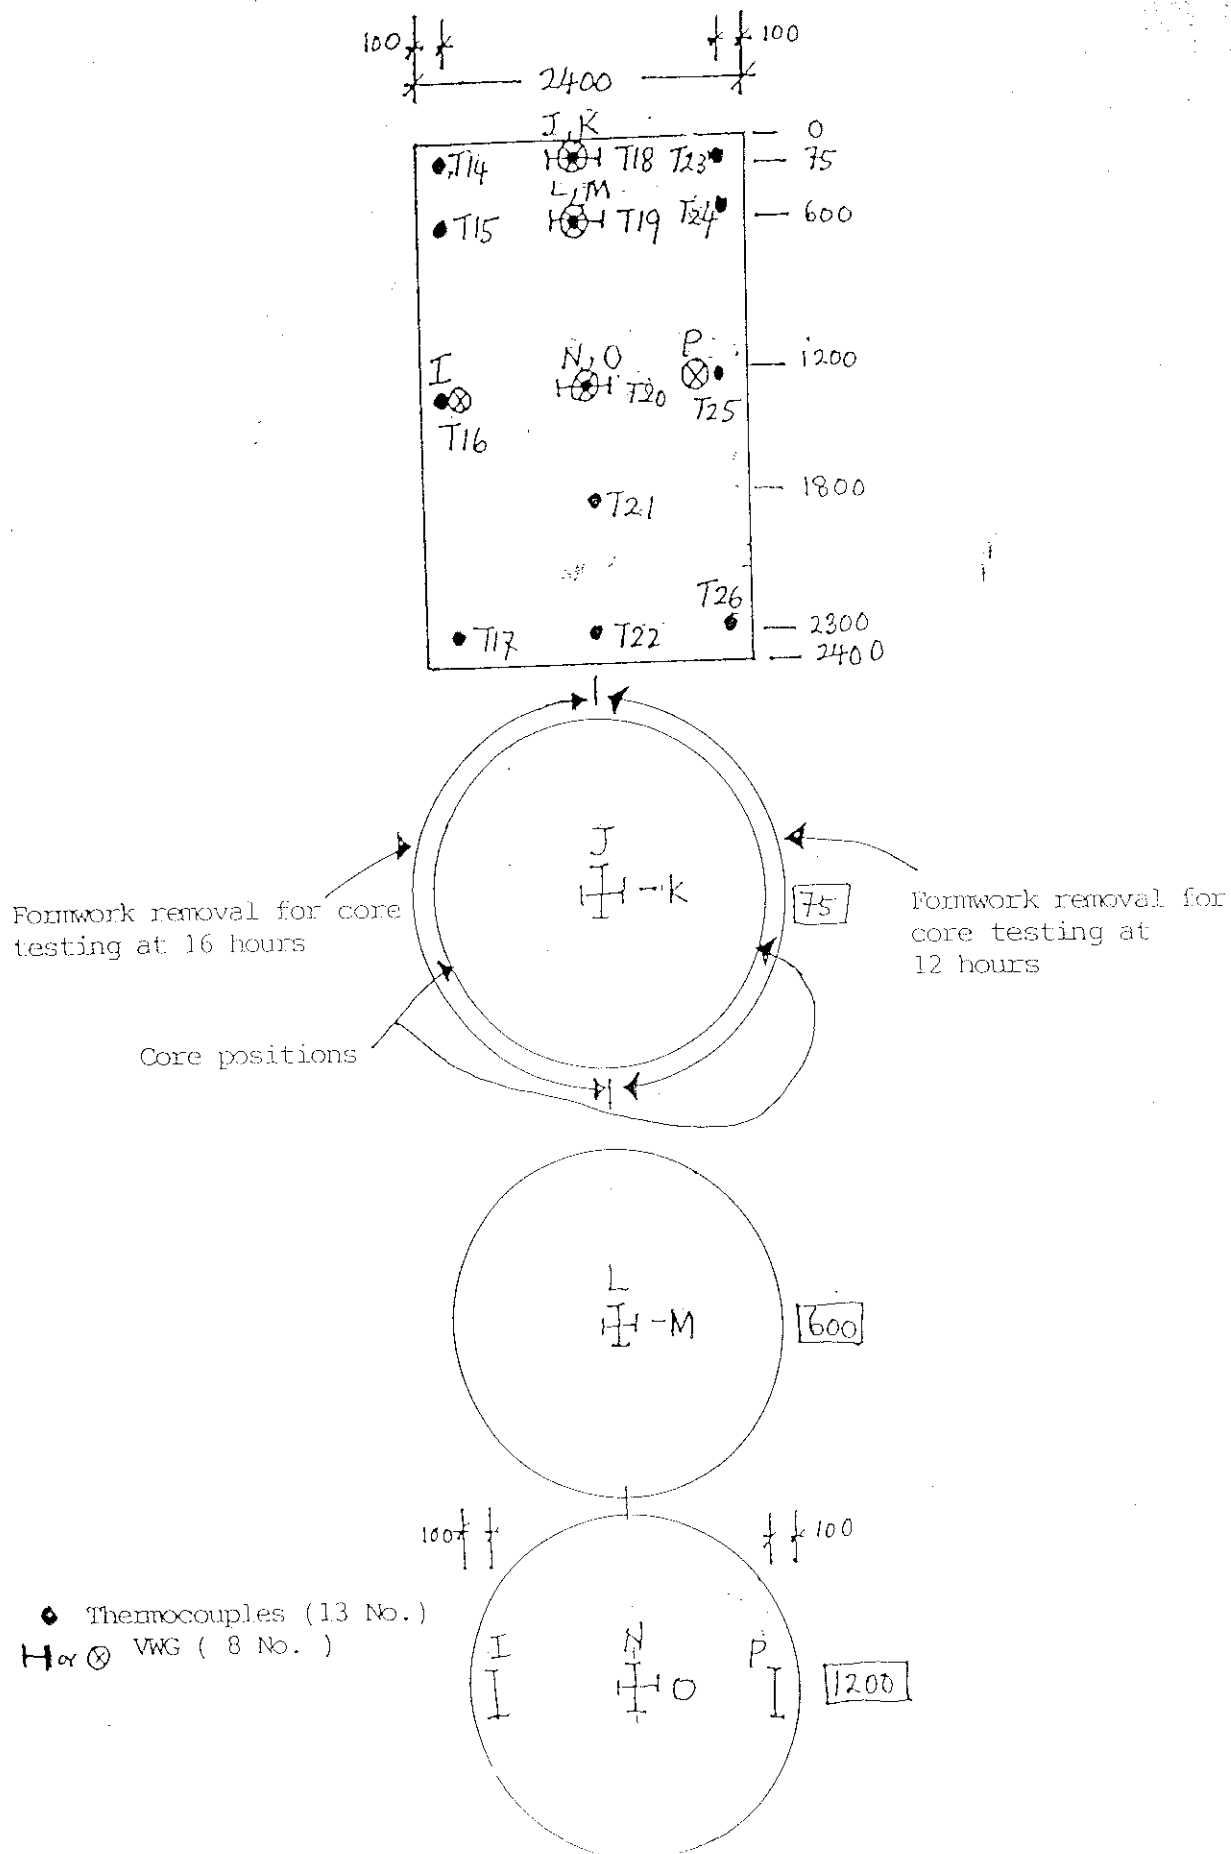 100 100
2400
J,K 0
T14 T18 T23 75
L,M
T15 T19 T24 600
I N,O P 1200
T20 T25
T16
T21 1800
T26
T17 T22 2300
2400
J
K 75
Formwork removal for core
testing at 16 hours
Formwork removal for
core testing at
12 hours
Core positions
L
M 600
100 100
Thermocouples (13 No.)
H or ⊗ VWG ( 8 No. )
I N P
O 1200